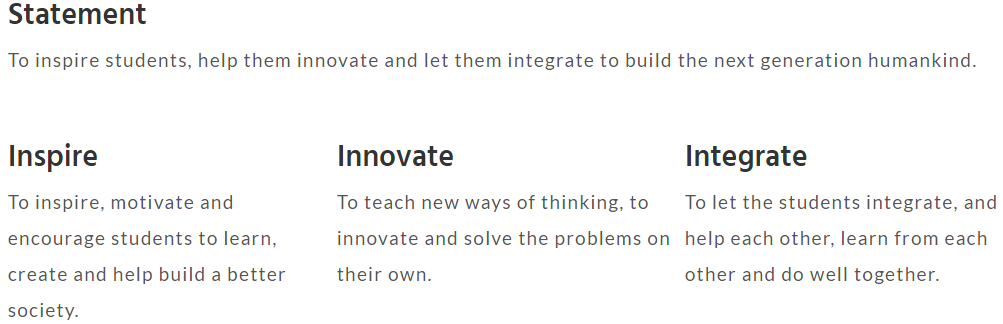 Statement
To inspire students, help them innovate and let them integrate to build the next generation humankind.
Inspire
To inspire, motivate and
encourage students to learn,
create and help build a better
society.
Innovate
To teach new ways of thinking, to
innovate and solve the problems on
their own.
Integrate
To let the students integrate, and
help each other, learn from each
other and do well together.